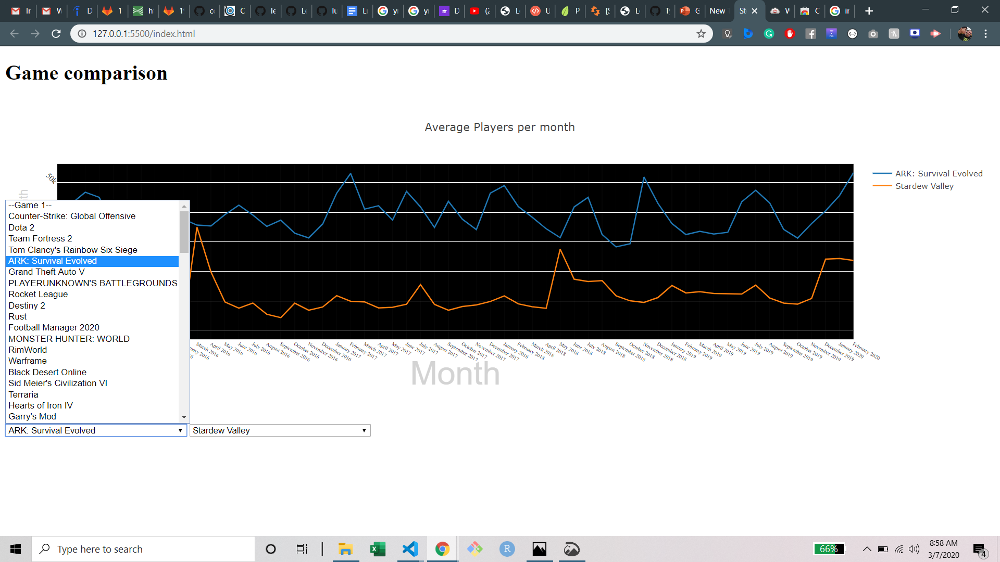 Ir
W
D
1
h
1
C
le
Le
lu
Lu
yr
yr
D
(2
Le
U
P
[S
Le
T
G
New
St
W
C
ir
127.0.0.1:5500/index.html
Game comparison
Average Players per month
50k
th
ARK: Survival Evolved
Stardew Valley
--Game 1--
Counter-Strike: Global Offensive
Dota 2
Team Fortress 2
Tom Clancy's Rainbow Six Siege
ARK: Survival Evolved
Grand Theft Auto V
PLAYERUNKNOWN'S BATTLEGROUNDS
Rocket League
Destiny 2
Rust
Football Manager 2020
MONSTER HUNTER: WORLD
RimWorld
Warframe
Black Desert Online
Sid Meier's Civilization VI
Terraria
Hearts of Iron IV
Garry's Mod
March 2016
April 2016
May 2016
June 2016
July 2016
August 2016
September 2016
October 2016
November 2016
December 2016
January 2017
February 2017
March 2017
April 2017
May 2017
June 2017
July 2017
August 2017
September 2017
October 2017
November 2017
December 2017
January 2018
February 2018
March 2018
April 2018
May 2018
June 2018
July 2018
August 2018
September 2018
October 2018
November 2018
December 2018
January 2019
February 2019
March 2019
April 2019
May 2019
June 2019
July 2019
August 2019
September 2019
October 2019
November 2019
December 2019
January 2020
February 2020
Month
ARK: Survival Evolved
Stardew Valley
Type here to search
R
66%
8:58 AM
3/7/2020
4